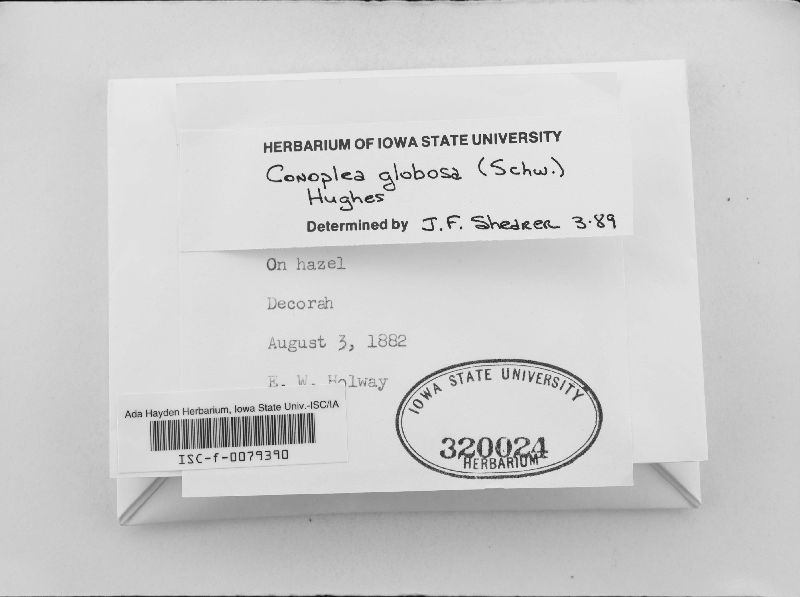 HERBARIUM OF IOWA STATE UNIVERSITY
Conoplea globosa (Schw.)
Hughes
Determined by J.F. Shearer 3-89
On hazel
Decorah
August 3, 1882
E. W. Holway
Ada Hayden Herbarium, Iowa State Univ.-ISC/IA
ISC-f-0079390
IOWA STATE UNIVERSITY
320024
HERBARIUM